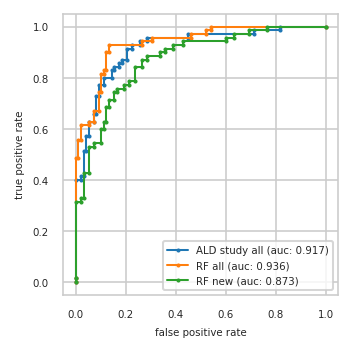 1.0
0.8
0.6
0.4
0.2
0.0
true positive rate
ALD study all (auc: 0.917)
RF all (auc: 0.936)
RF new (auc: 0.873)
0.0 0.2 0.4 0.6 0.8 1.0
false positive rate